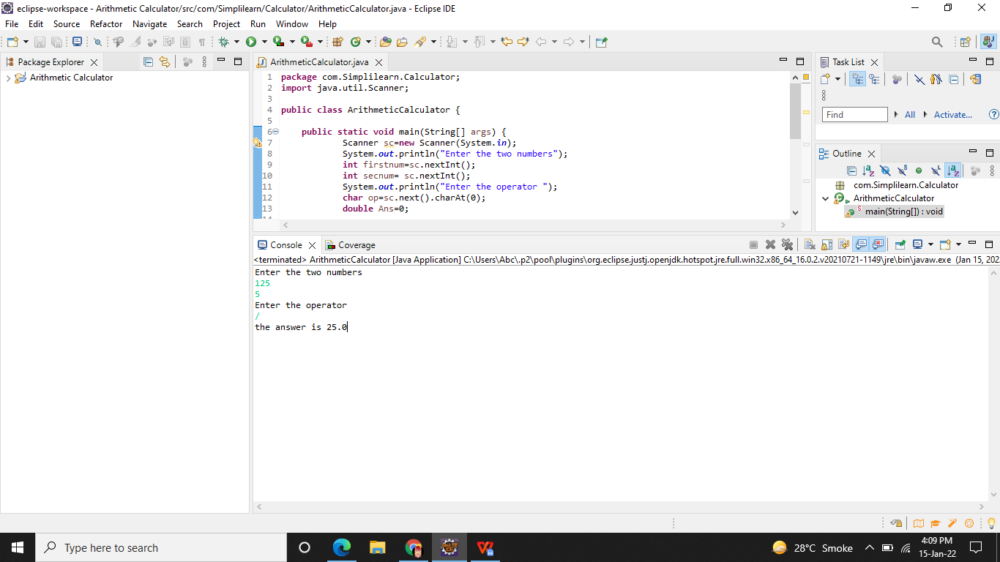 eclipse-workspace - Arithmetic Calculator/src/com/Simplilearn/Calculator/ArithmeticCalculator.java - Eclipse IDE
File Edit Source Refactor Navigate Search Project Run Window Help
Package Explorer
Arithmetic Calculator
ArithmeticCalculator.java
1 package com.Simplilearn.Calculator;
2 import java.util.Scanner;
3
4 public class ArithmeticCalculator {
5
6 public static void main(String[] args) {
7 Scanner sc=new Scanner(System.in);
8 System.out.println("Enter the two numbers");
9 int firstnum=sc.nextInt();
10 int secnum= sc.nextInt();
11 System.out.println("Enter the operator ");
12 char op=sc.next().charAt(0);
13 double Ans=0;
Task List
Find
All
Activate...
Outline
com.Simplilearn.Calculator
ArithmeticCalculator
main(String[]) : void
Console
Coverage
<terminated> ArithmeticCalculator [Java Application] C:\Users\Abc\.p2\pool\plugins\org.eclipse.justj.openjdk.hotspot.jre.full.win32.x86_64_16.0.2.v20210721-1149\jre\bin\javaw.exe (Jan 15, 202
Enter the two numbers
125
5
Enter the operator
/
the answer is 25.0
Type here to search
28°C Smoke
4:09 PM
15-Jan-22